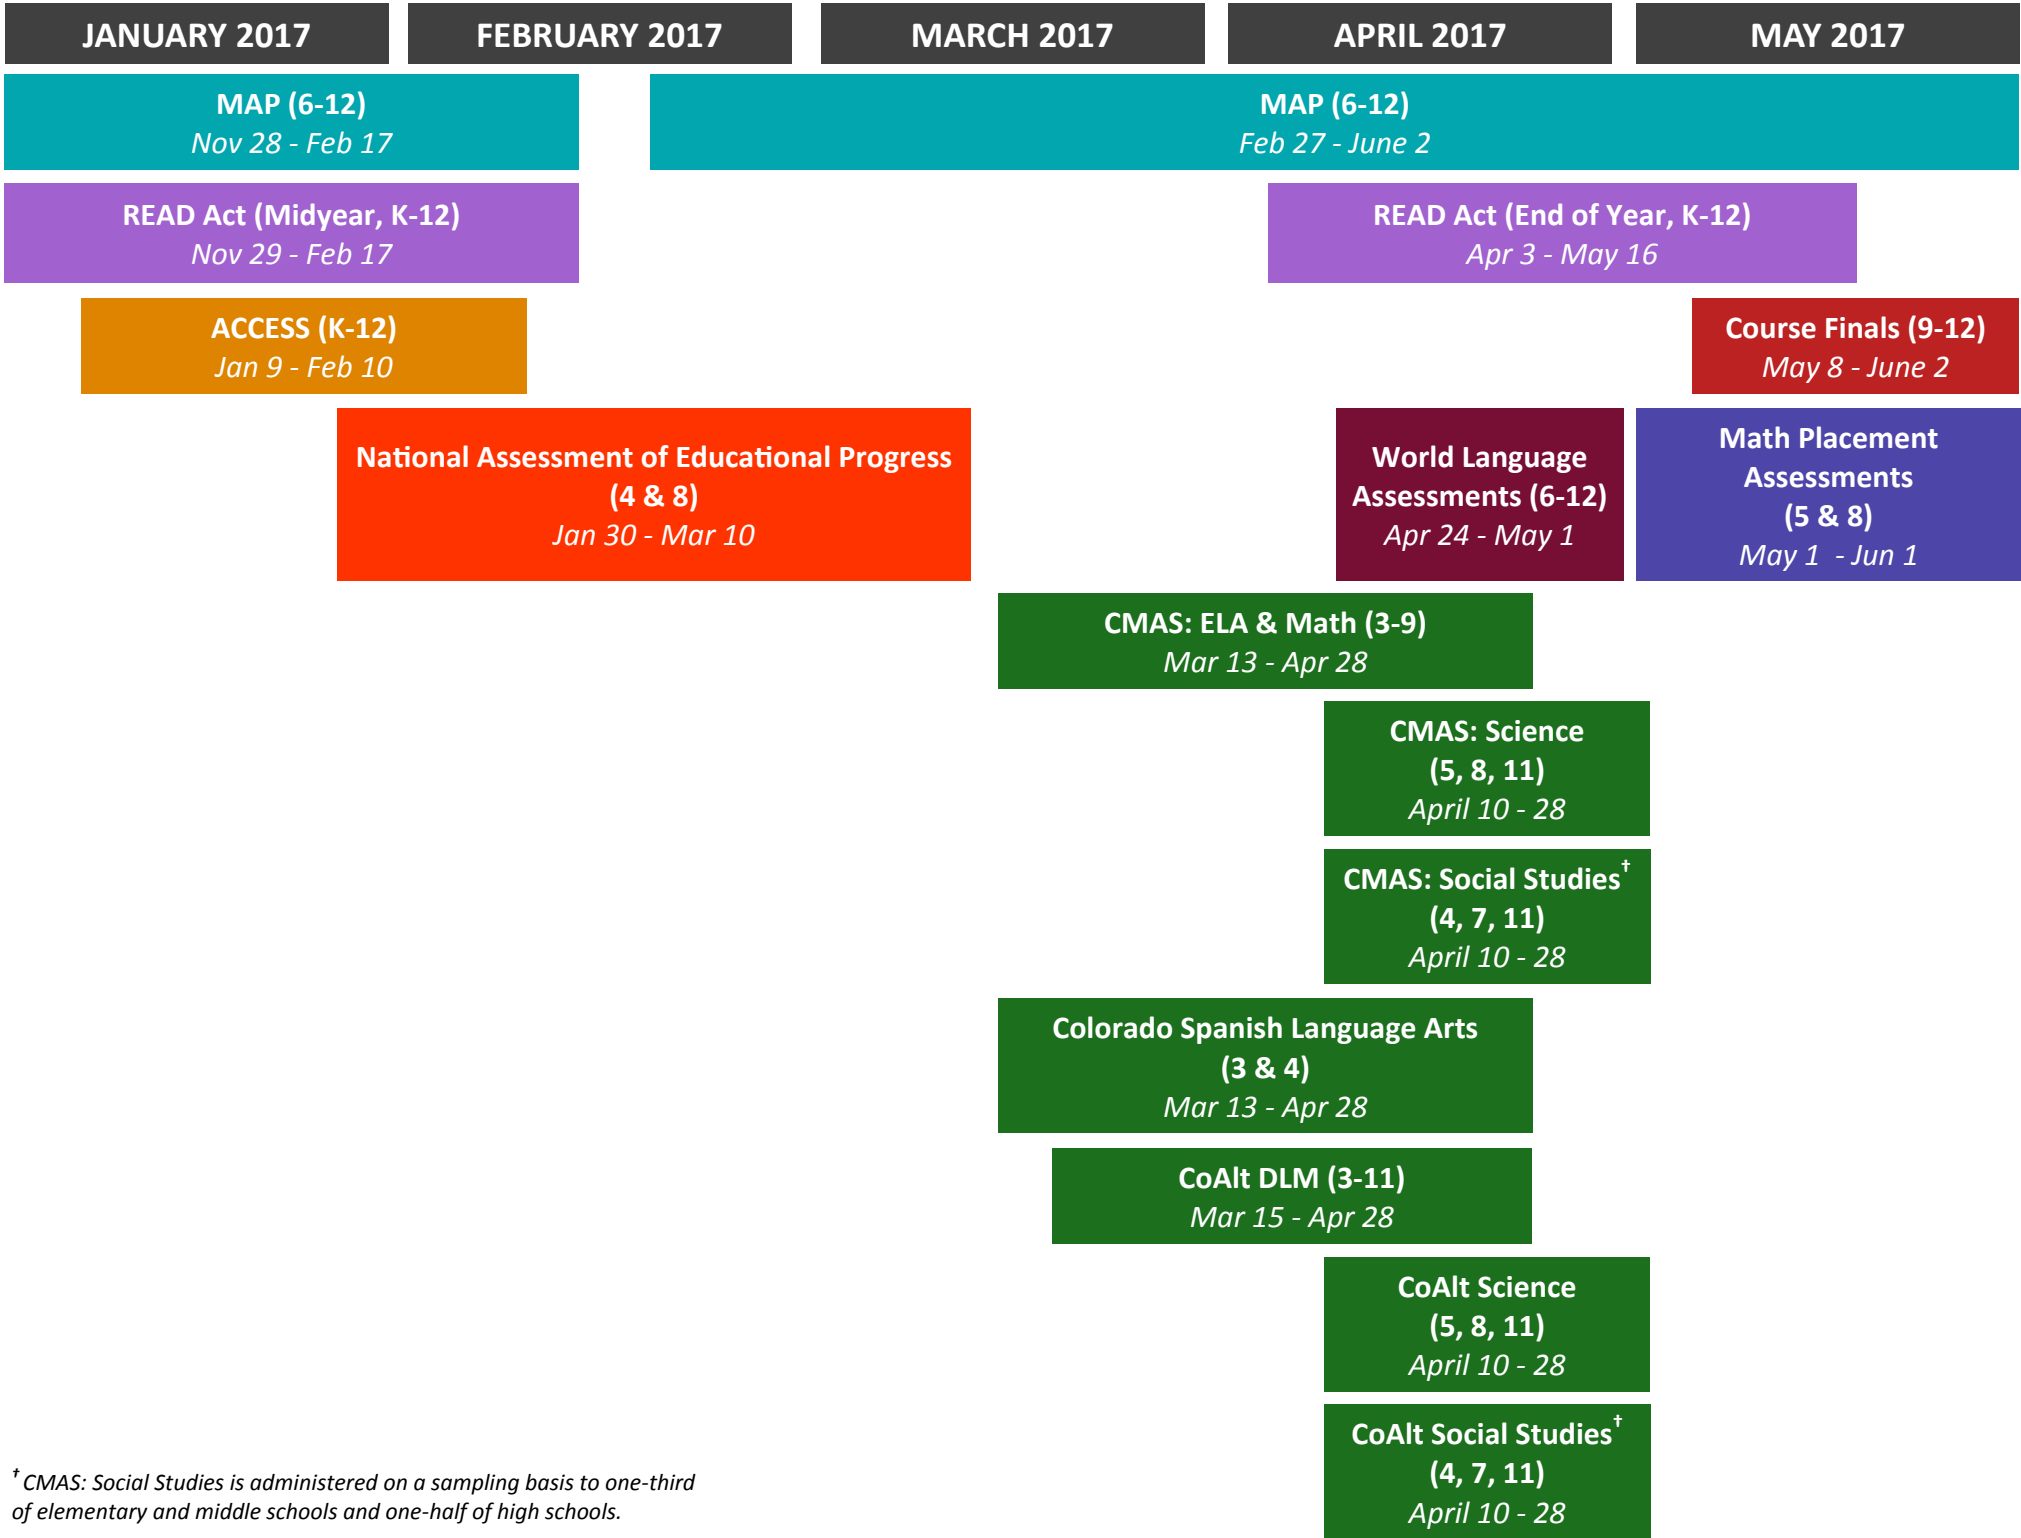 JANUARY 2017
FEBRUARY 2017
MARCH 2017
APRIL 2017
MAY 2017
MAP (6-12)
Nov 28 - Feb 17
MAP (6-12)
Feb 27 - June 2
READ Act (Midyear, K-12)
Nov 29 - Feb 17
READ Act (End of Year, K-12)
Apr 3 - May 16
ACCESS (K-12)
Jan 9 - Feb 10
Course Finals (9-12)
May 8 - June 2
National Assessment of Educational Progress
(4 & 8)
Jan 30 - Mar 10
World Language
Assessments (6-12)
Apr 24 - May 1
Math Placement
Assessments
(5 & 8)
May 1  - Jun 1
CMAS: ELA & Math (3-9)
Mar 13 - Apr 28
CMAS: Science
(5, 8, 11)
April 10 - 28
CMAS: Social Studies†
(4, 7, 11)
April 10 - 28
Colorado Spanish Language Arts
(3 & 4)
Mar 13 - Apr 28
CoAlt DLM (3-11)
Mar 15 - Apr 28
CoAlt Science
(5, 8, 11)
April 10 - 28
CoAlt Social Studies†
(4, 7, 11)
April 10 - 28
† CMAS: Social Studies is administered on a sampling basis to one-third
of elementary and middle schools and one-half of high schools.